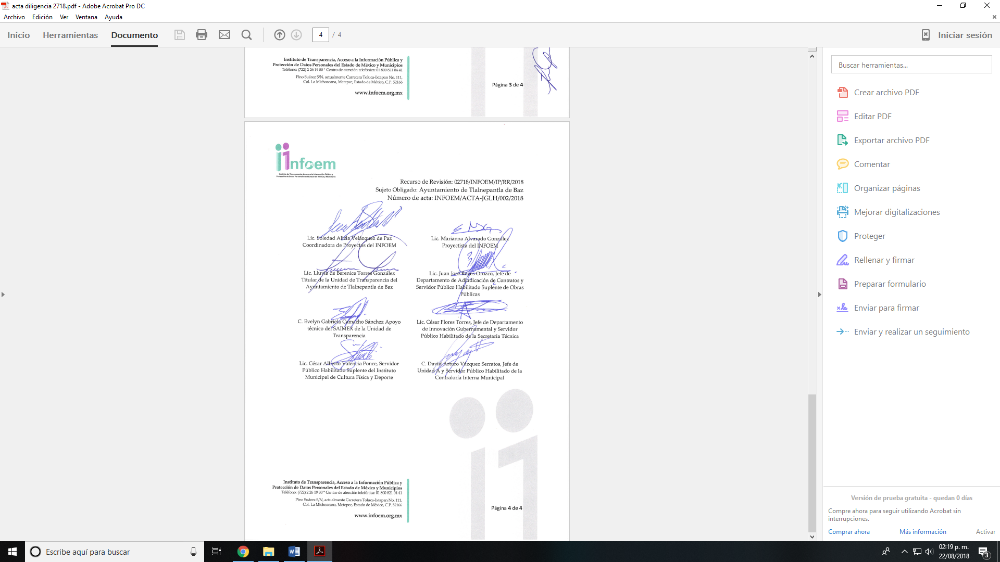 acta diligencia 2718.pdf - Adobe Acrobat Pro DC
Archivo Edición Ver Ventana Ayuda
Inicio Herramientas Documento 4 / 4 Iniciar sesión
Instituto de Transparencia, Acceso a la Información Pública y
Protección de Datos Personales del Estado de México y Municipios
Teléfono: (722) 2 26 19 80 * Centro de atención telefónica: 01 800 821 04 41
Pino Suárez S/N, actualmente Carretera Toluca-Ixtapan No. 111,
Col. La Michoacana, Metepec, Estado de México, C.P. 52166
www.infoem.org.mx
Página 3 de 4
infoem
Instituto de Transparencia, Acceso a la Información Pública y
Protección de Datos Personales del Estado de México y Municipios
Recurso de Revisión: 02718/INFOEM/IP/RR/2018
Sujeto Obligado: Ayuntamiento de Tlalnepantla de Baz
Número de acta: INFOEM/ACTA-JGLH/002/2018
Lic. Soledad Alicia Velázquez de Paz
Coordinadora de Proyectos del INFOEM
Lic. Marianna Alvarado González
Proyectista del INFOEM
Lic. Lluvia de Berenice Torres González
Titular de la Unidad de Transparencia del
Ayuntamiento de Tlalnepantla de Baz
Lic. Juan José Reyes Orozco, Jefe de
Departamento de Adjudicación de Contratos y
Servidor Público Habilitado Suplente de Obras
Públicas
C. Evelyn Gabriela Camacho Sánchez Apoyo
técnico del SAIMEX de la Unidad de
Transparencia
Lic. César Flores Torres, Jefe de Departamento
de Innovación Gubernamental y Servidor
Público Habilitado de la Secretaria Técnica
Lic. César Alberto Valencia Ponce, Servidor
Público Habilitado Suplente del Instituto
Municipal de Cultura Física y Deporte
C. David Arturo Vázquez Serratos, Jefe de
Unidad A y Servidor Público Habilitado de la
Contraloría Interna Municipal
Instituto de Transparencia, Acceso a la Información Pública y
Protección de Datos Personales del Estado de México y Municipios
Teléfono: (722) 2 26 19 80 * Centro de atención telefónica: 01 800 821 04 41
Pino Suárez S/N, actualmente Carretera Toluca-Ixtapan No. 111,
Col. La Michoacana, Metepec, Estado de México, C.P. 52166
www.infoem.org.mx
Página 4 de 4
Buscar herramientas...
Crear archivo PDF
Editar PDF
Exportar archivo PDF
Comentar
Organizar páginas
Mejorar digitalizaciones
Proteger
Rellenar y firmar
Preparar formulario
Enviar para firmar
Enviar y realizar un seguimiento
Versión de prueba gratuita - quedan 0 días
Compre ahora para seguir utilizando Acrobat sin
interrupciones.
Comprar ahora Más información Activar
Escribe aquí para buscar
02:19 p. m.
22/08/2018
3